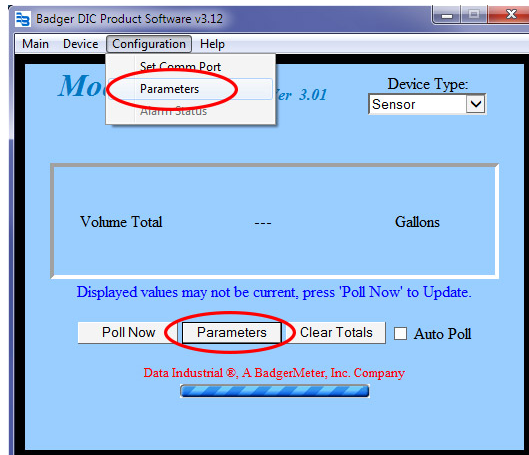 Badger DIC Product Software v3.12
Main Device Configuration Help
Set Comm Port
Parameters
Alarm Status
Ver 3.01
Device Type:
Sensor
Volume Total --- Gallons
Displayed values may not be current, press 'Poll Now' to Update.
Poll Now Parameters Clear Totals Auto Poll
Data Industrial ®, A BadgerMeter, Inc. Company